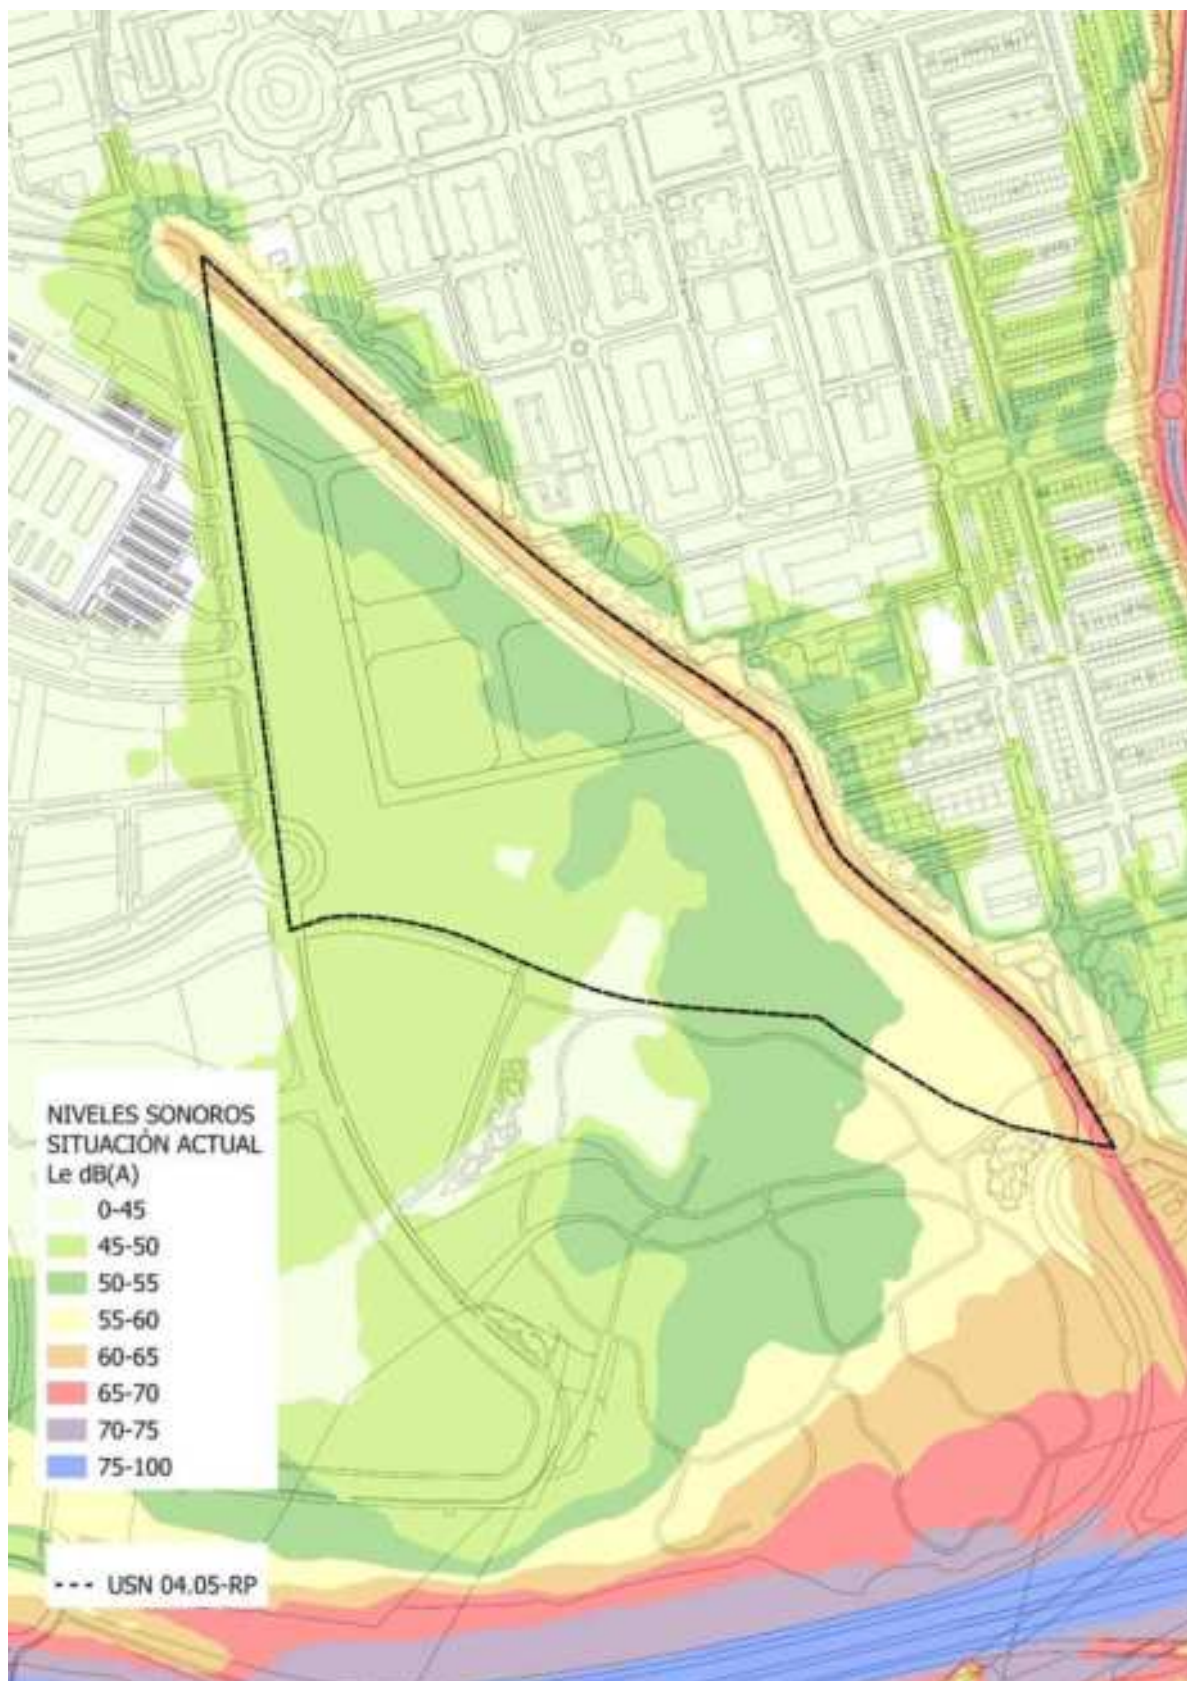 NIVELES SONOROS
SITUACIÓN ACTUAL
Le dB(A)
0-45
45-50
50-55
55-60
60-65
65-70
70-75
75-100
USN 04.05-RP